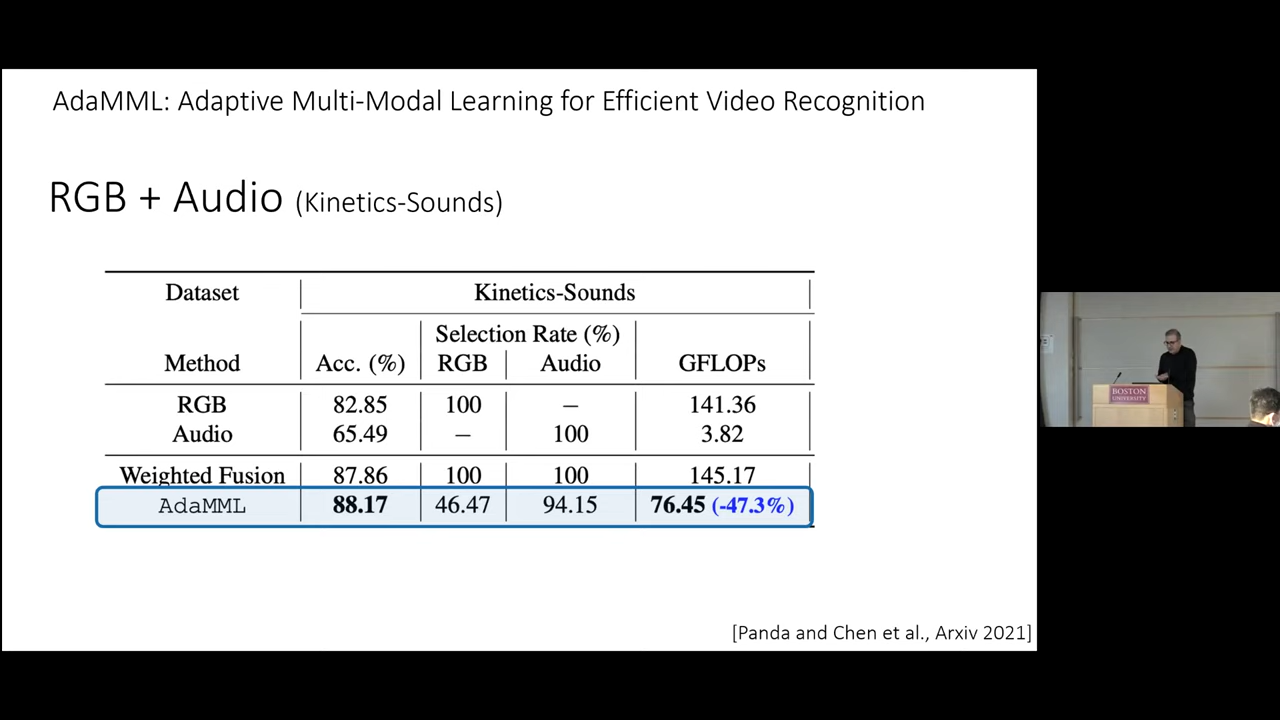 AdaMML: Adaptive Multi-Modal Learning for Efficient Video Recognition
RGB + Audio (Kinetics-Sounds)
Dataset Kinetics-Sounds
Selection Rate (%)
Method Acc. (%) RGB Audio GFLOPs
RGB 82.85 100 — 141.36
Audio 65.49 — 100 3.82
Weighted Fusion 87.86 100 100 145.17
AdaMML 88.17 46.47 94.15 76.45 (-47.3%)
[Panda and Chen et al., Arxiv 2021]
BOSTON
UNIVERSITY